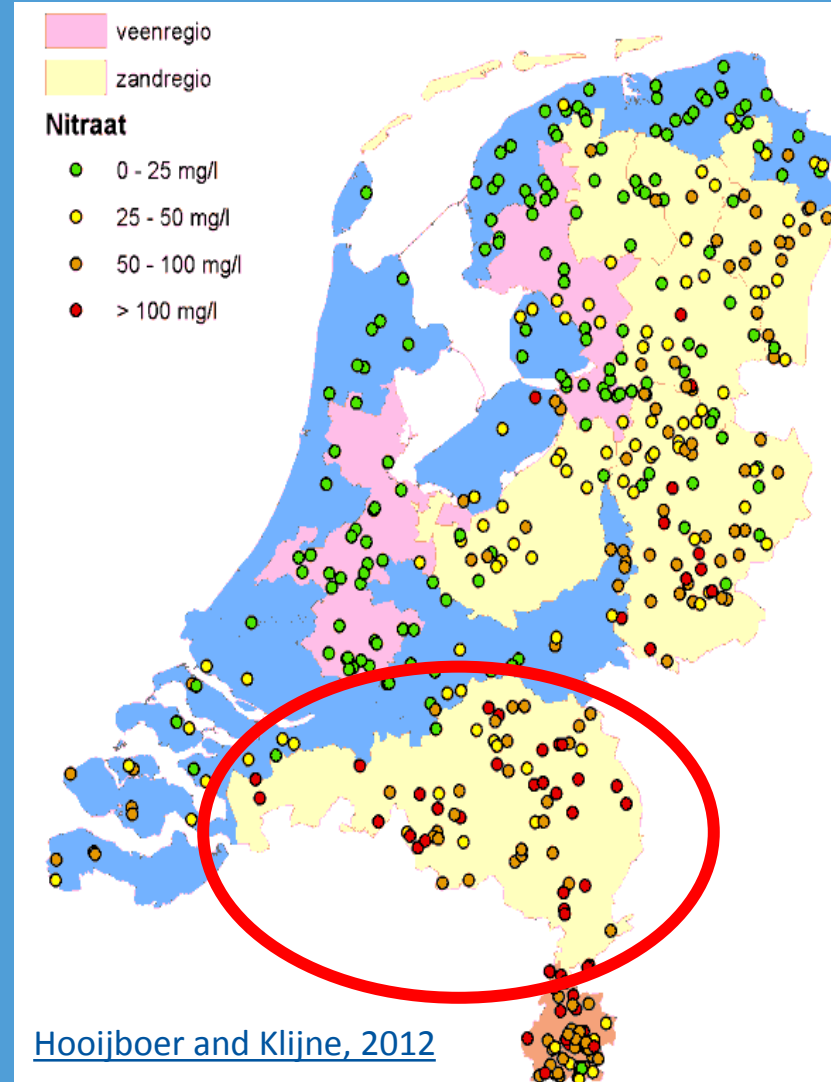 veenregio
zandregio
Nitraat
0 - 25 mg/l
25 - 50 mg/l
50 - 100 mg/l
> 100 mg/l
Hooijboer and Klijne, 2012